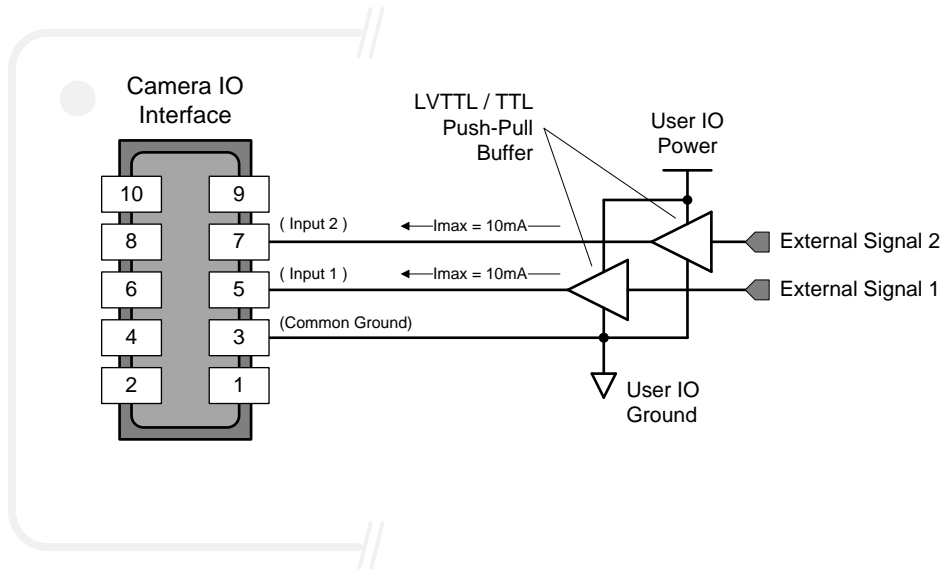 Camera IO
Interface
LVTTL / TTL
Push-Pull
Buffer
User IO
Power
10
9
( Input 2 )
Imax = 10mA
8
7
External Signal 2
( Input 1 )
Imax = 10mA
6
5
External Signal 1
(Common Ground)
4
3
2
1
User IO
Ground